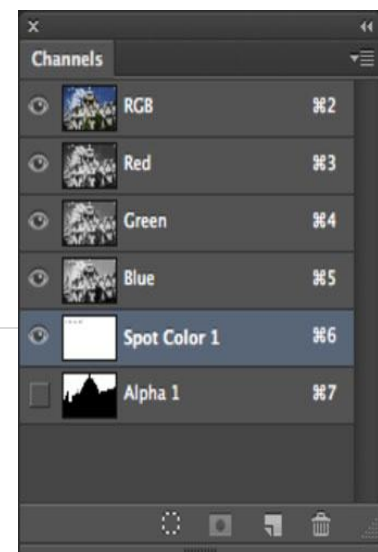 Channels
RGB ⌘2
Red ⌘3
Green ⌘4
Blue ⌘5
Spot Color 1 ⌘6
Alpha 1 ⌘7